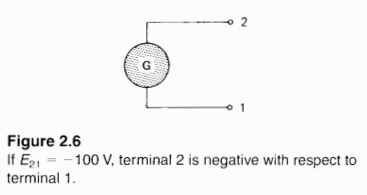 2
G
1
Figure 2.6
If E₂₁ = −100 V, terminal 2 is negative with respect to
terminal 1.